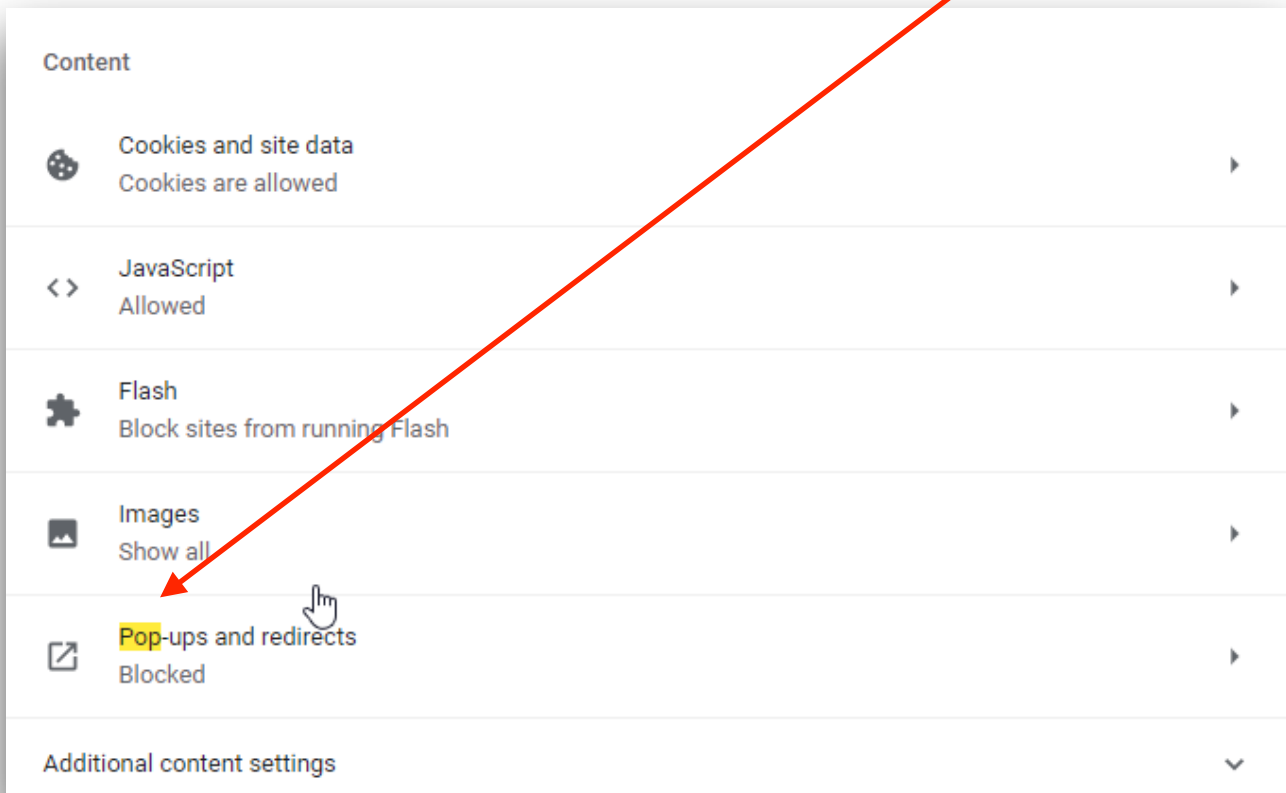 Content
Cookies and site data
Cookies are allowed
JavaScript
Allowed
Flash
Block sites from running Flash
Images
Show all
Pop-ups and redirects
Blocked
Additional content settings